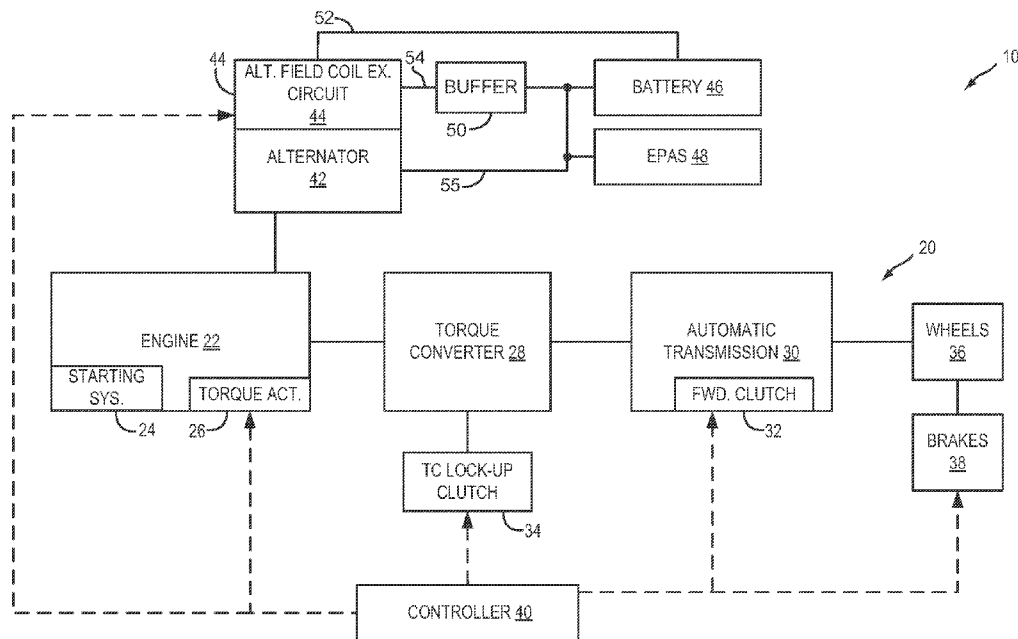 52
10
44
ALT. FIELD COIL EX.
CIRCUIT
44
54
BUFFER
50
BATTERY 46
ALTERNATOR
42
55
EPAS 48
20
ENGINE 22
STARTING
SYS.
24
TORQUE ACT.
26
TORQUE
CONVERTER 28
AUTOMATIC
TRANSMISSION 30
FWD. CLUTCH
32
WHEELS
36
BRAKES
38
TC LOCK-UP
CLUTCH
34
CONTROLLER 40